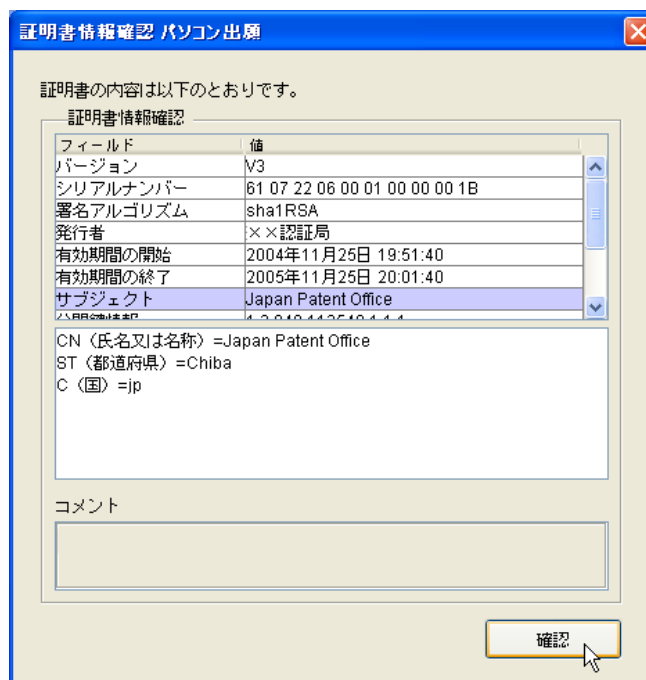 証明書情報確認 パソコン出願
証明書の内容は以下のとおりです。
証明書情報確認
フィールド 値
バージョン V3
シリアルナンバー 61 07 22 06 00 01 00 00 00 1B
署名アルゴリズム sha1RSA
発行者 ××認証局
有効期間の開始 2004年11月25日 19:51:40
有効期間の終了 2005年11月25日 20:01:40
サブジェクト Japan Patent Office
CN（氏名又は名称）=Japan Patent Office
ST（都道府県）=Chiba
C（国）=jp
コメント
確認